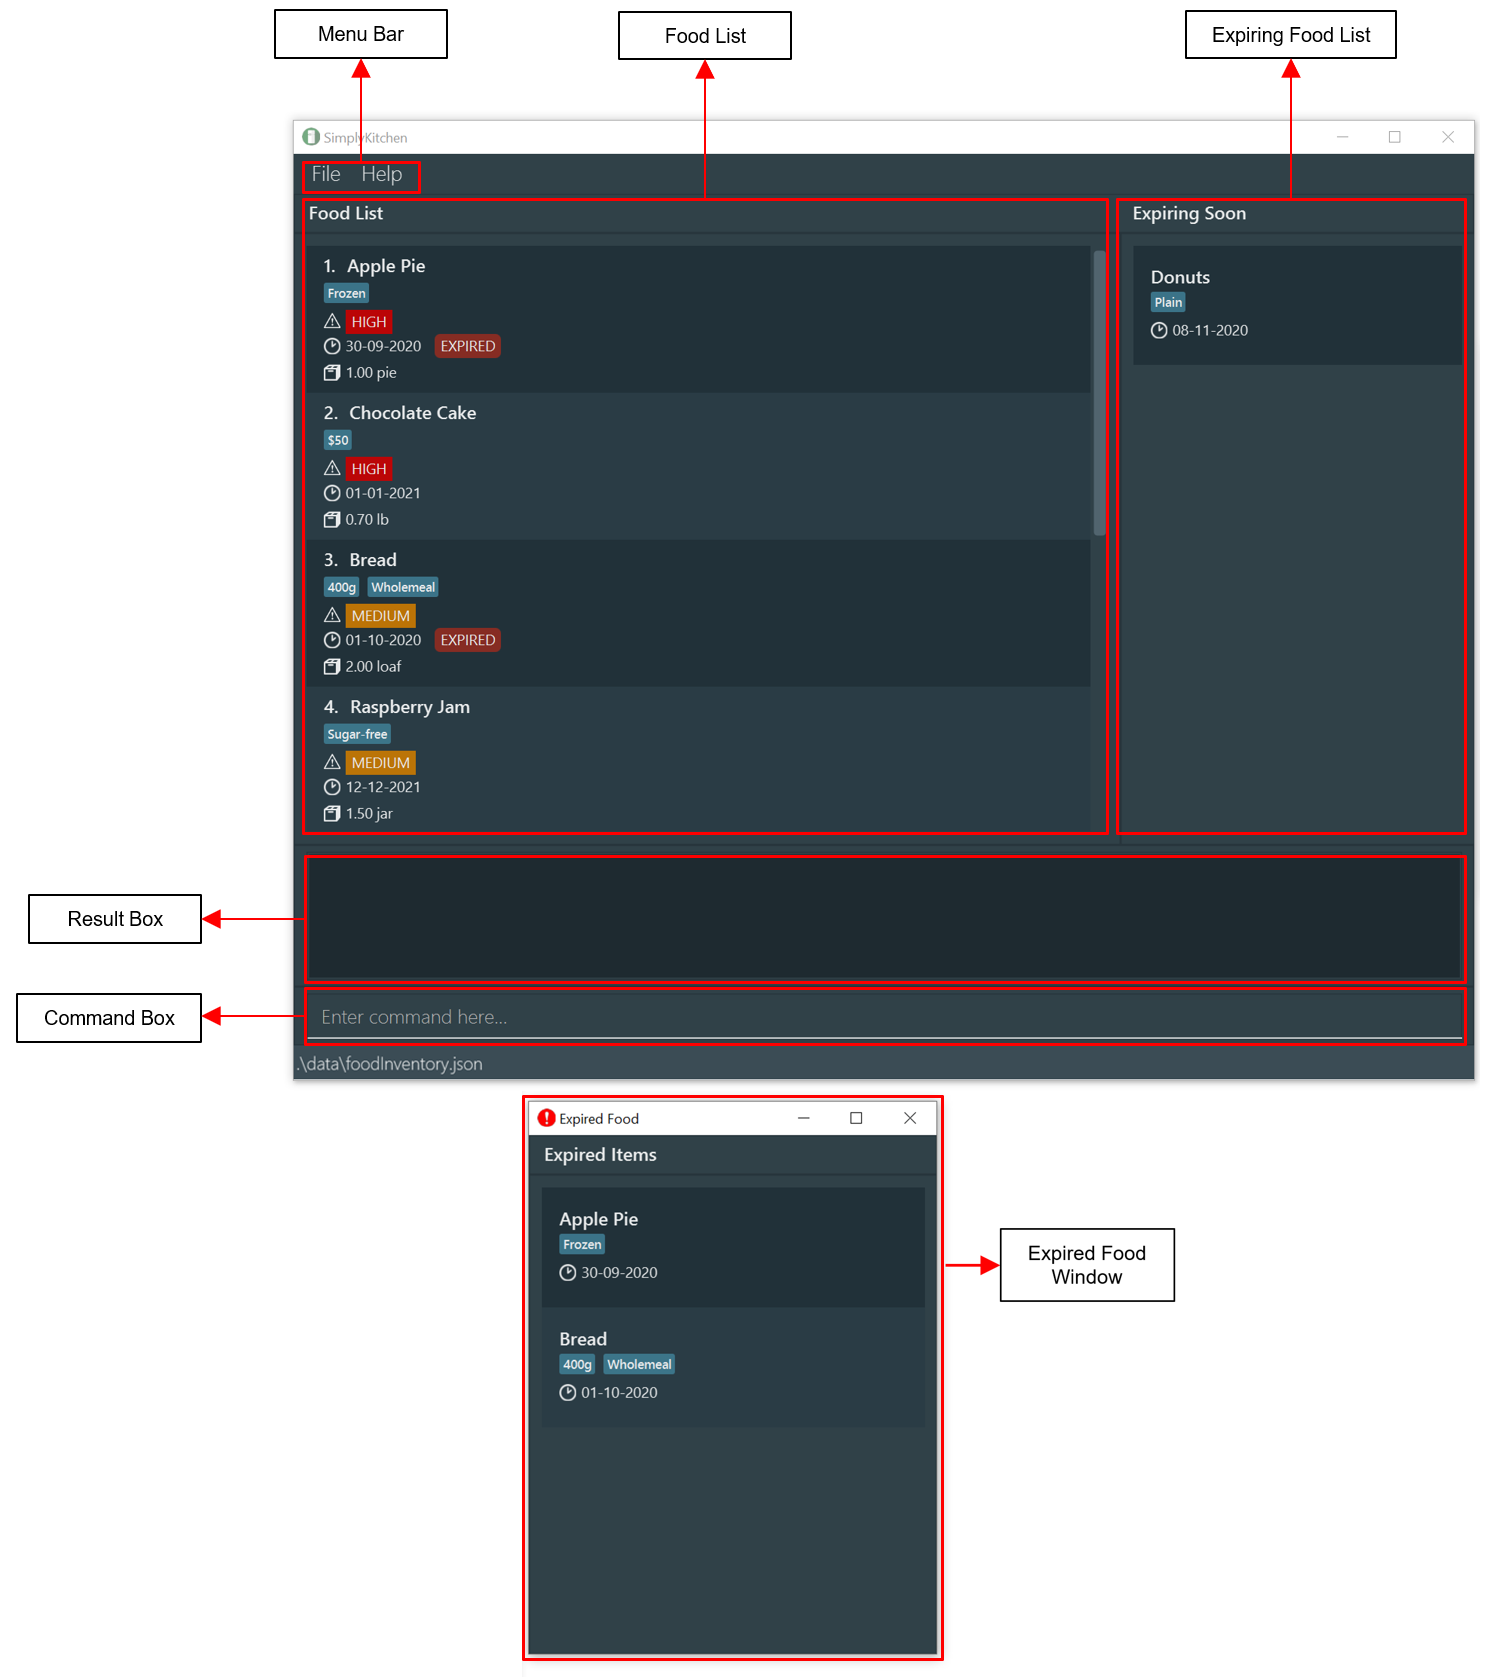 Menu Bar
Food List
Expiring Food List
SimplyKitchen
File Help
Food List
1. Apple Pie
Frozen
HIGH
30-09-2020 EXPIRED
1.00 pie
2. Chocolate Cake
$50
HIGH
01-01-2021
0.70 lb
3. Bread
400g Wholemeal
MEDIUM
01-10-2020 EXPIRED
2.00 loaf
4. Raspberry Jam
Sugar-free
MEDIUM
12-12-2021
1.50 jar
Expiring Soon
Donuts
Plain
08-11-2020
Result Box
Command Box
Enter command here...
.\data\foodInventory.json
Expired Food
Expired Items
Apple Pie
Frozen
30-09-2020
Bread
400g Wholemeal
01-10-2020
Expired Food
Window